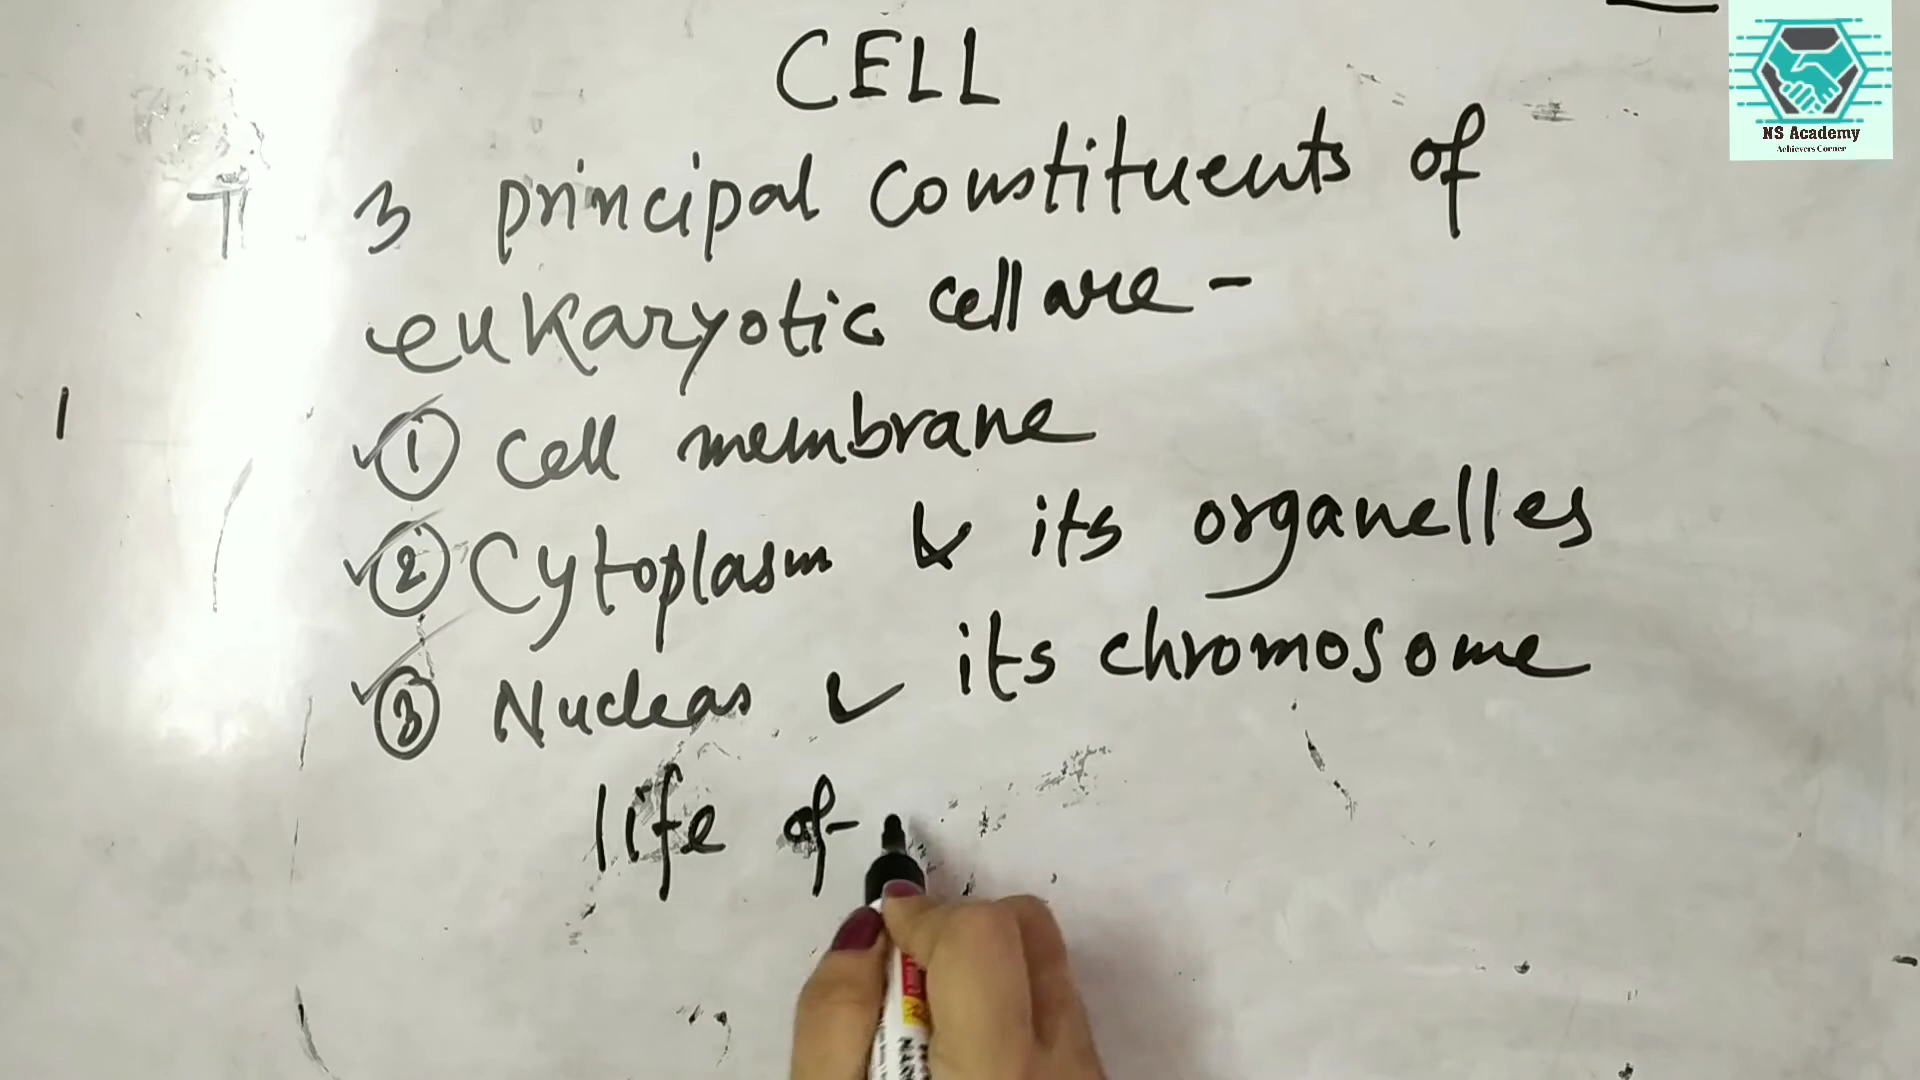 CELL
3 principal constituents of
eukaryotic cell are -
① Cell membrane
② Cytoplasm & its organelles
③ Nucleas & its chromosome
life of
NS Academy
Achievers Corner